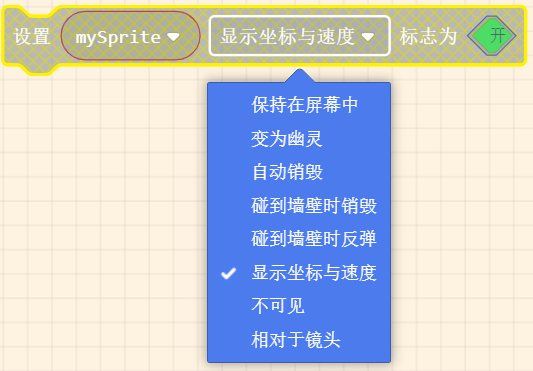 设置 mySprite 显示坐标与速度 标志为 开
保持在屏幕中
变为幽灵
自动销毁
碰到墙壁时销毁
碰到墙壁时反弹
显示坐标与速度
不可见
相对于镜头